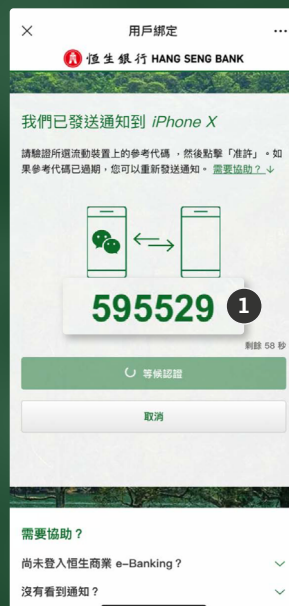 用戶綁定
恒生銀行 HANG SENG BANK
我們已發送通知到 iPhone X
請驗證所選流動裝置上的參考代碼，然後點擊「准許」。如
果參考代碼已過期，您可以重新發送通知。需要協助？↓
595529
1
剩餘 58 秒
等候認證
取消
需要協助？
尚未登入恒生商業 e-Banking？
沒有看到通知？